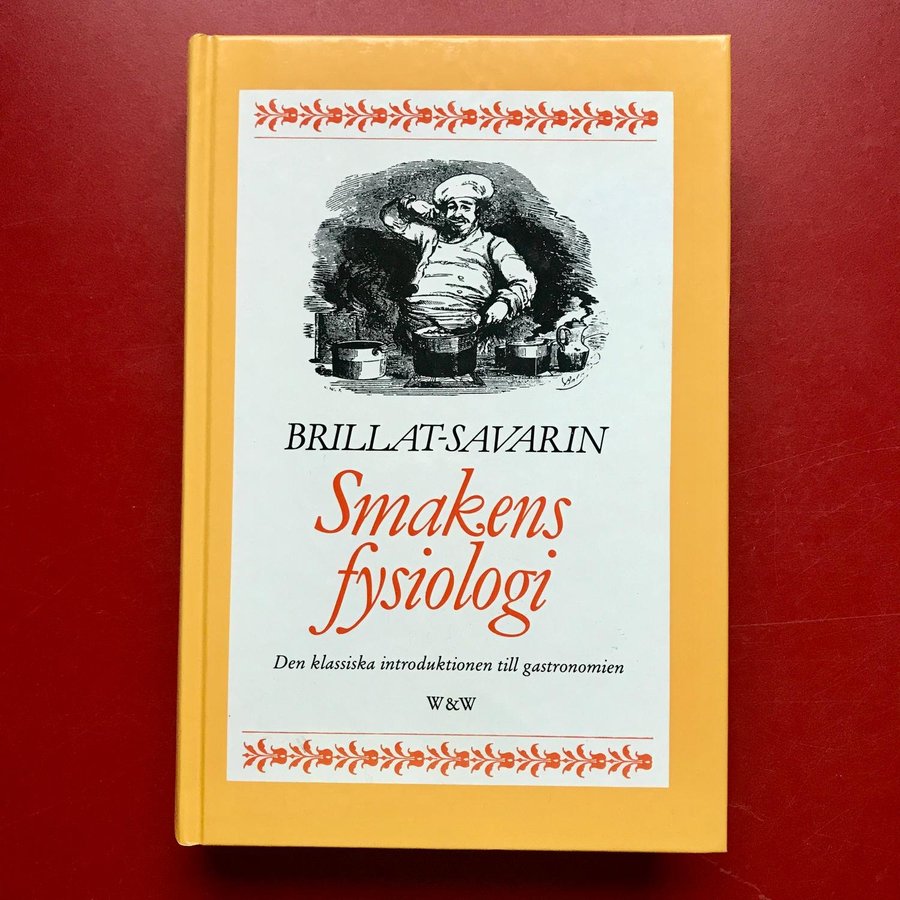 BRILLAT-SAVARIN
Smakens
fysiologi
Den klassiska introduktionen till gastronomien
W&W